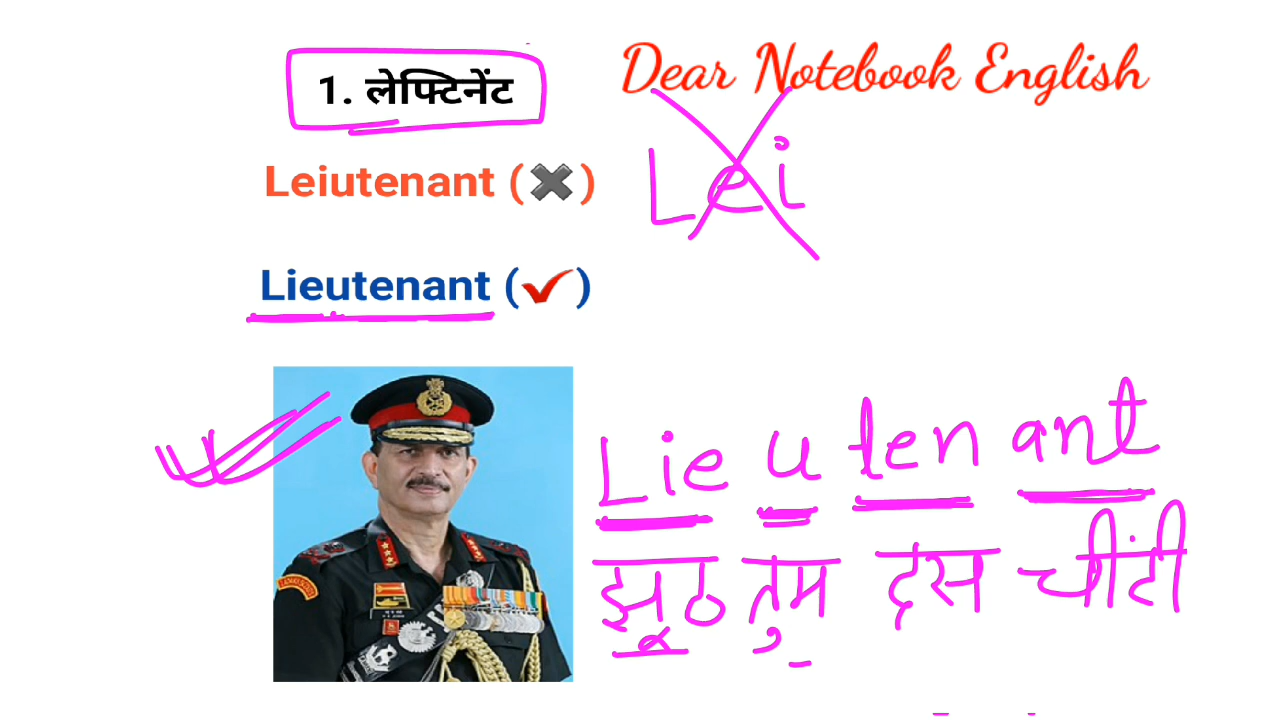 Dear Notebook English
1. लेफ्टिनेंट
Leiutenant (✖)
Lei
Lieutenant (✓)
Lie u ten ant
झूठ तुम दस चींटी